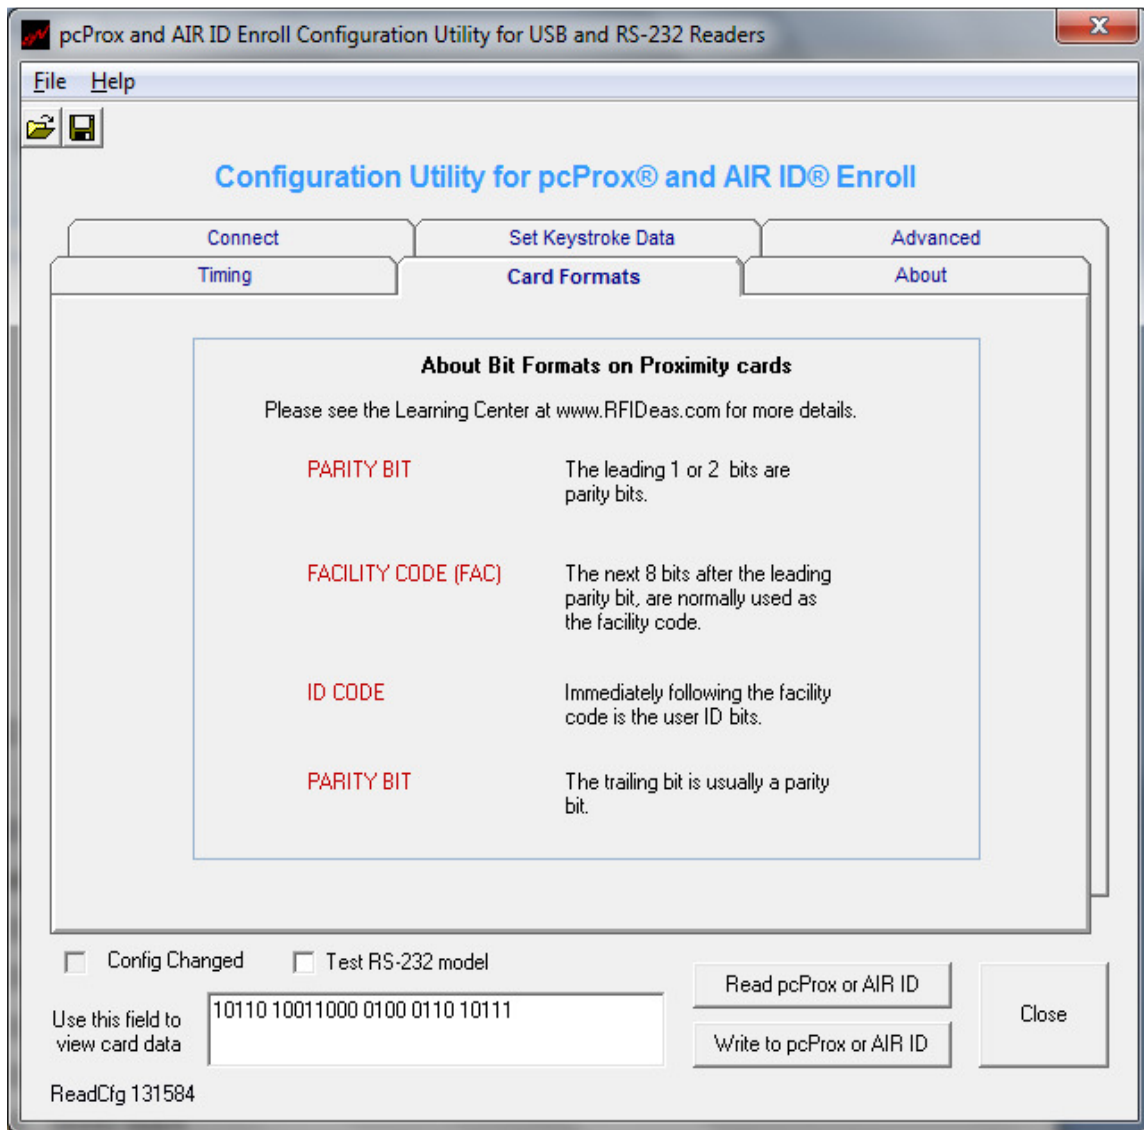 pcProx and AIR ID Enroll Configuration Utility for USB and RS-232 Readers
File Help
Configuration Utility for pcProx® and AIR ID® Enroll
Connect Set Keystroke Data Advanced
Timing Card Formats About
About Bit Formats on Proximity cards
Please see the Learning Center at www.RFIDeas.com for more details.
PARITY BIT The leading 1 or 2 bits are
parity bits.
FACILITY CODE (FAC) The next 8 bits after the leading
parity bit, are normally used as
the facility code.
ID CODE Immediately following the facility
code is the user ID bits.
PARITY BIT The trailing bit is usually a parity
bit.
Config Changed Test RS-232 model
Use this field to
view card data
10110 10011000 0100 0110 10111
Read pcProx or AIR ID
Write to pcProx or AIR ID
Close
ReadCfg 131584